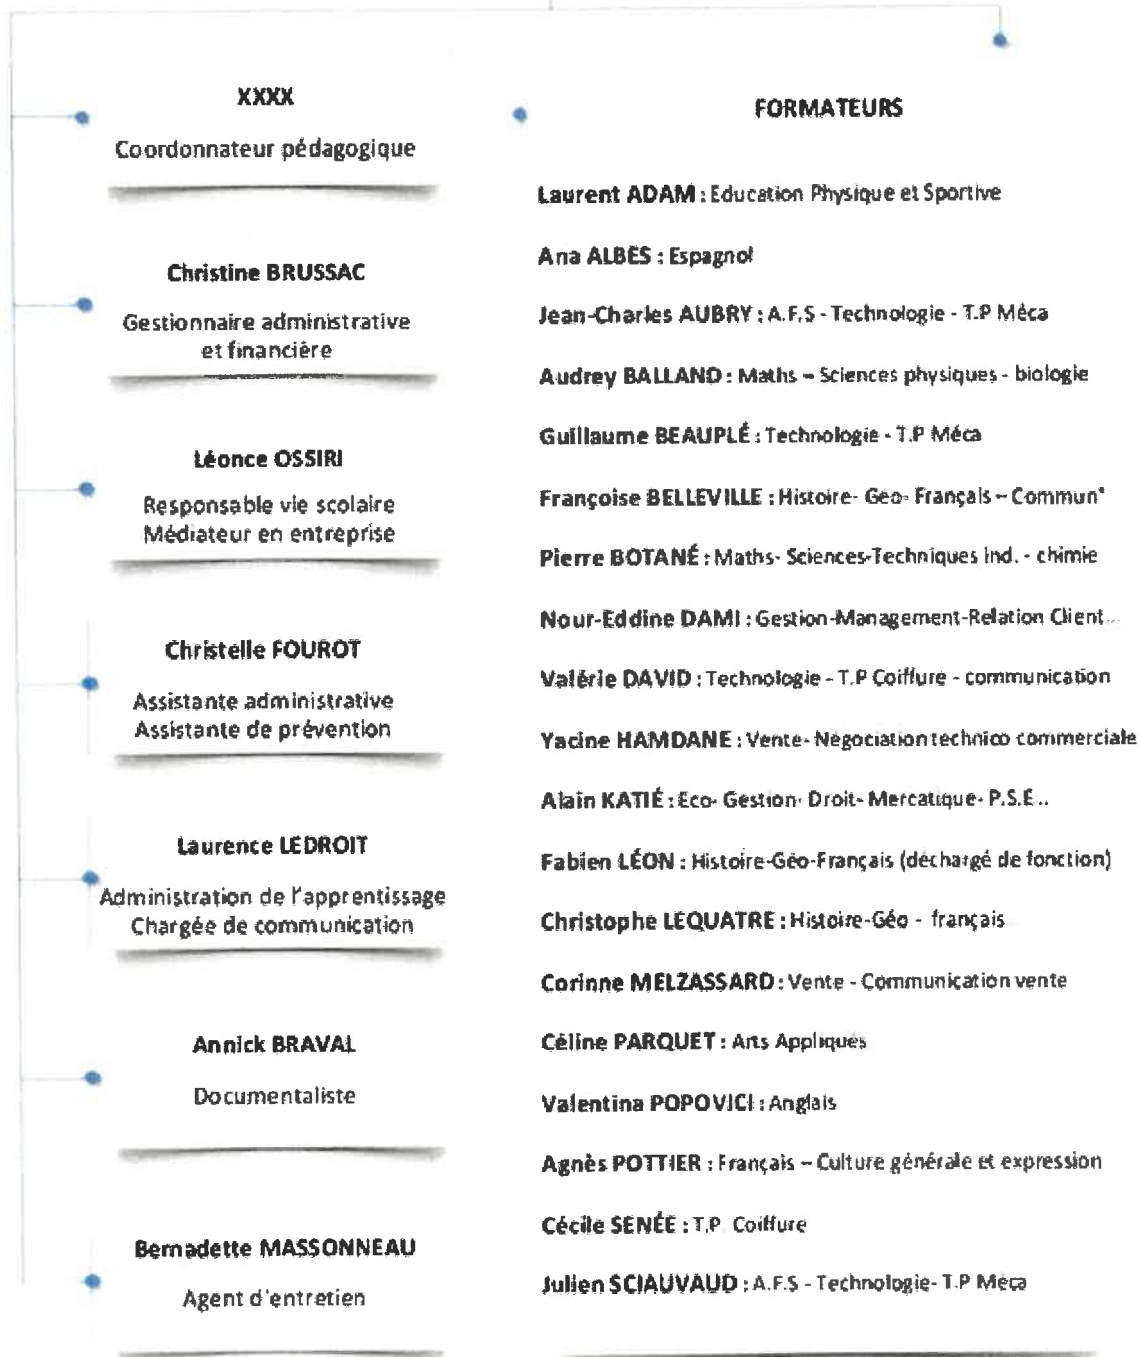 XXXX
Coordonnateur pédagogique
Christine BRUSSAC
Gestionnaire administrative
et financière
Léonce OSSIRI
Responsable vie scolaire
Médiateur en entreprise
Christelle FOUROT
Assistante administrative
Assistante de prévention
Laurence LEDROIT
Administration de l'apprentissage
Chargée de communication
Annick BRAVAL
Documentaliste
Bernadette MASSONNEAU
Agent d'entretien
FORMATEURS
Laurent ADAM : Education Physique et Sportive
Ana ALBES : Espagnol
Jean-Charles AUBRY : A.F.S - Technologie - T.P Méca
Audrey BALLAND : Maths – Sciences physiques - biologie
Guillaume BEAUPLÉ : Technologie - T.P Méca
Françoise BELLEVILLE : Histoire- Géo- Français – Commun°
Pierre BOTANÉ : Maths- Sciences-Techniques ind. - chimie
Nour-Eddine DAMI : Gestion-Management-Relation Client...
Valérie DAVID : Technologie - T.P Coiffure - communication
Yacine HAMDANE : Vente- Négociation technico commerciale
Alain KATIÉ : Eco- Gestion- Droit- Mercatique- P.S.E ..
Fabien LÉON : Histoire-Géo-Français (déchargé de fonction)
Christophe LEQUATRE : Histoire-Géo - français
Corinne MELZASSARD : Vente - Communication vente
Céline PARQUET : Arts Appliqués
Valentina POPOVICI : Anglais
Agnès POTTIER : Français – Culture générale et expression
Cécile SENÉE : T.P Coiffure
Julien SCIAUVAUD : A.F.S - Technologie- T.P Méca